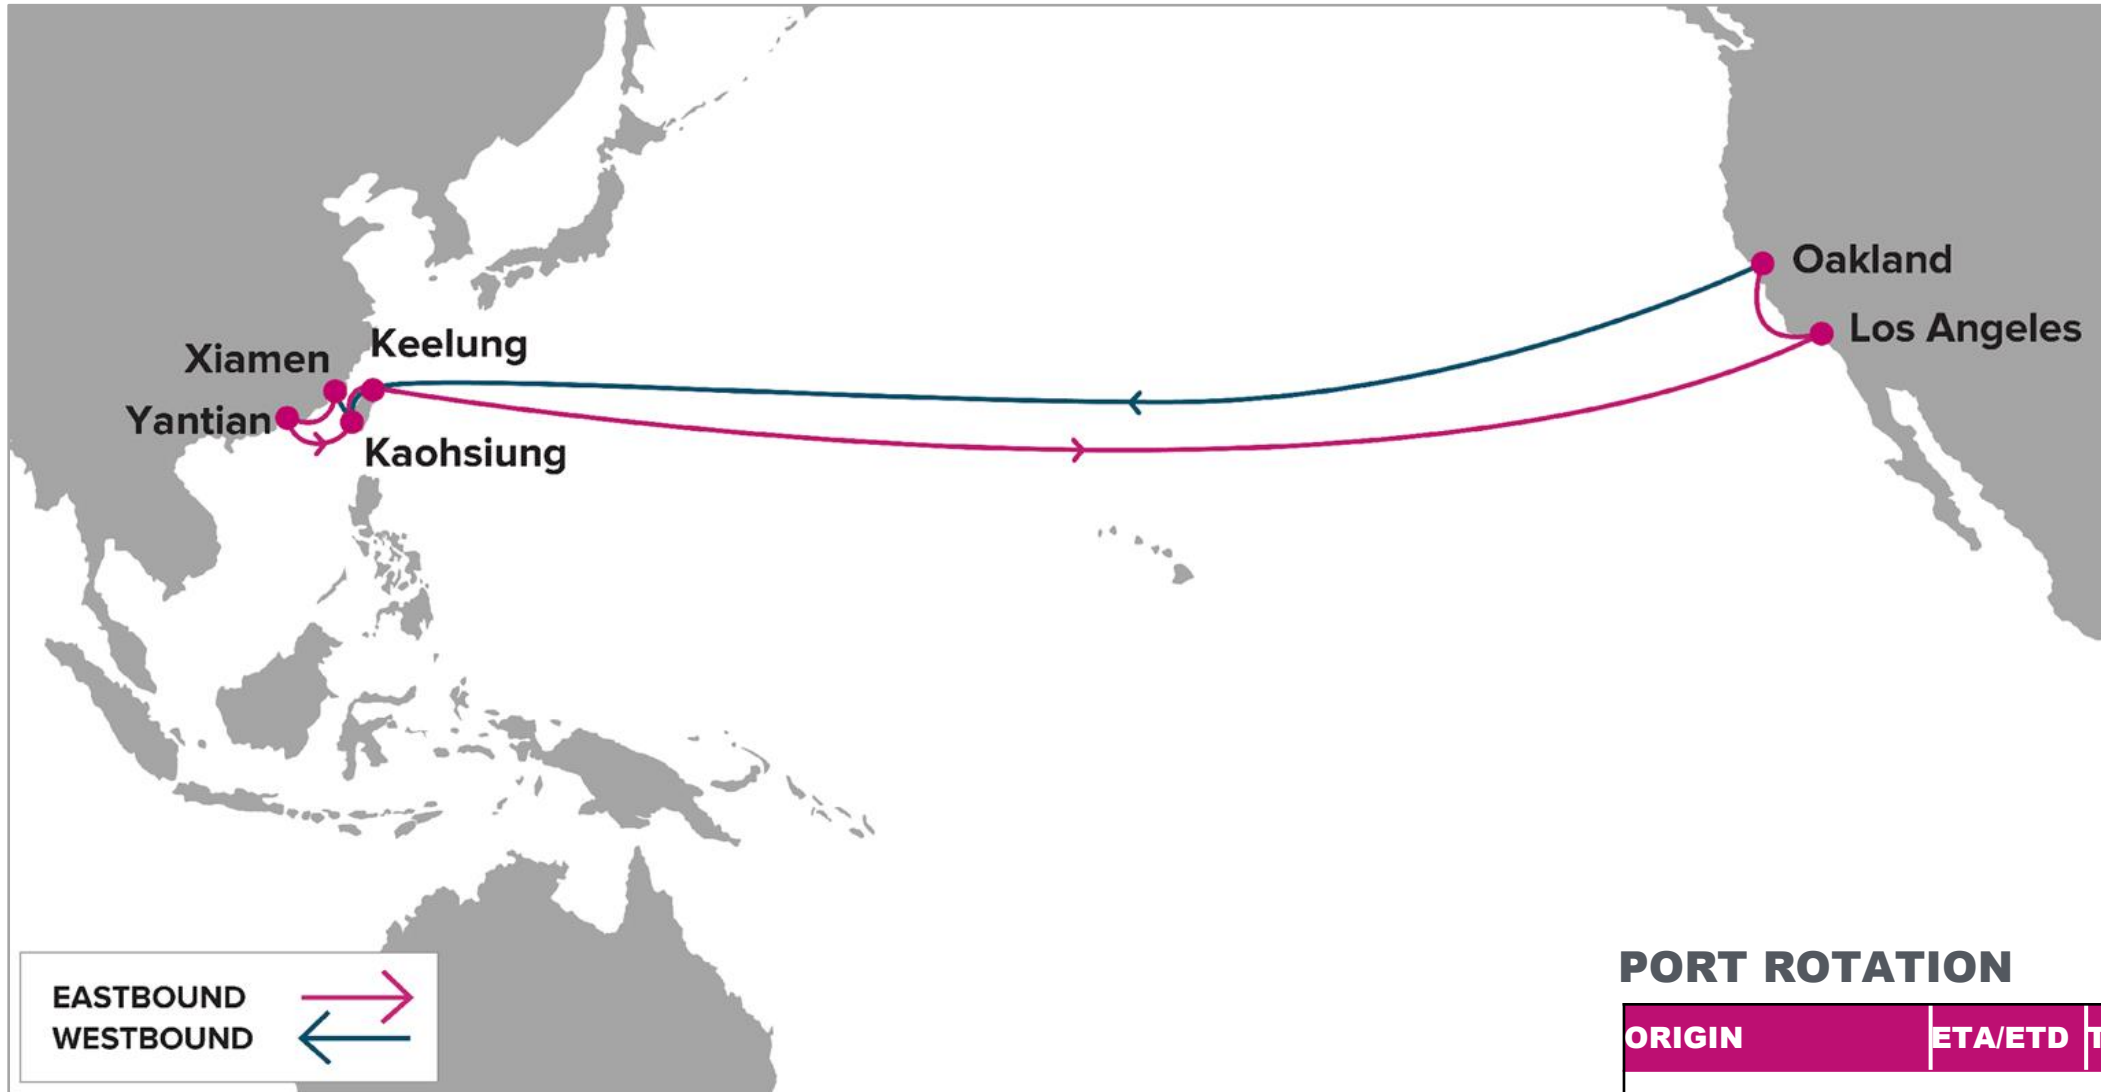 Oakland
Los Angeles
Keelung
Xiamen
Yantian
Kaohsiung
EASTBOUND
WESTBOUND
PORT ROTATION
ORIGIN ETA/ETD T